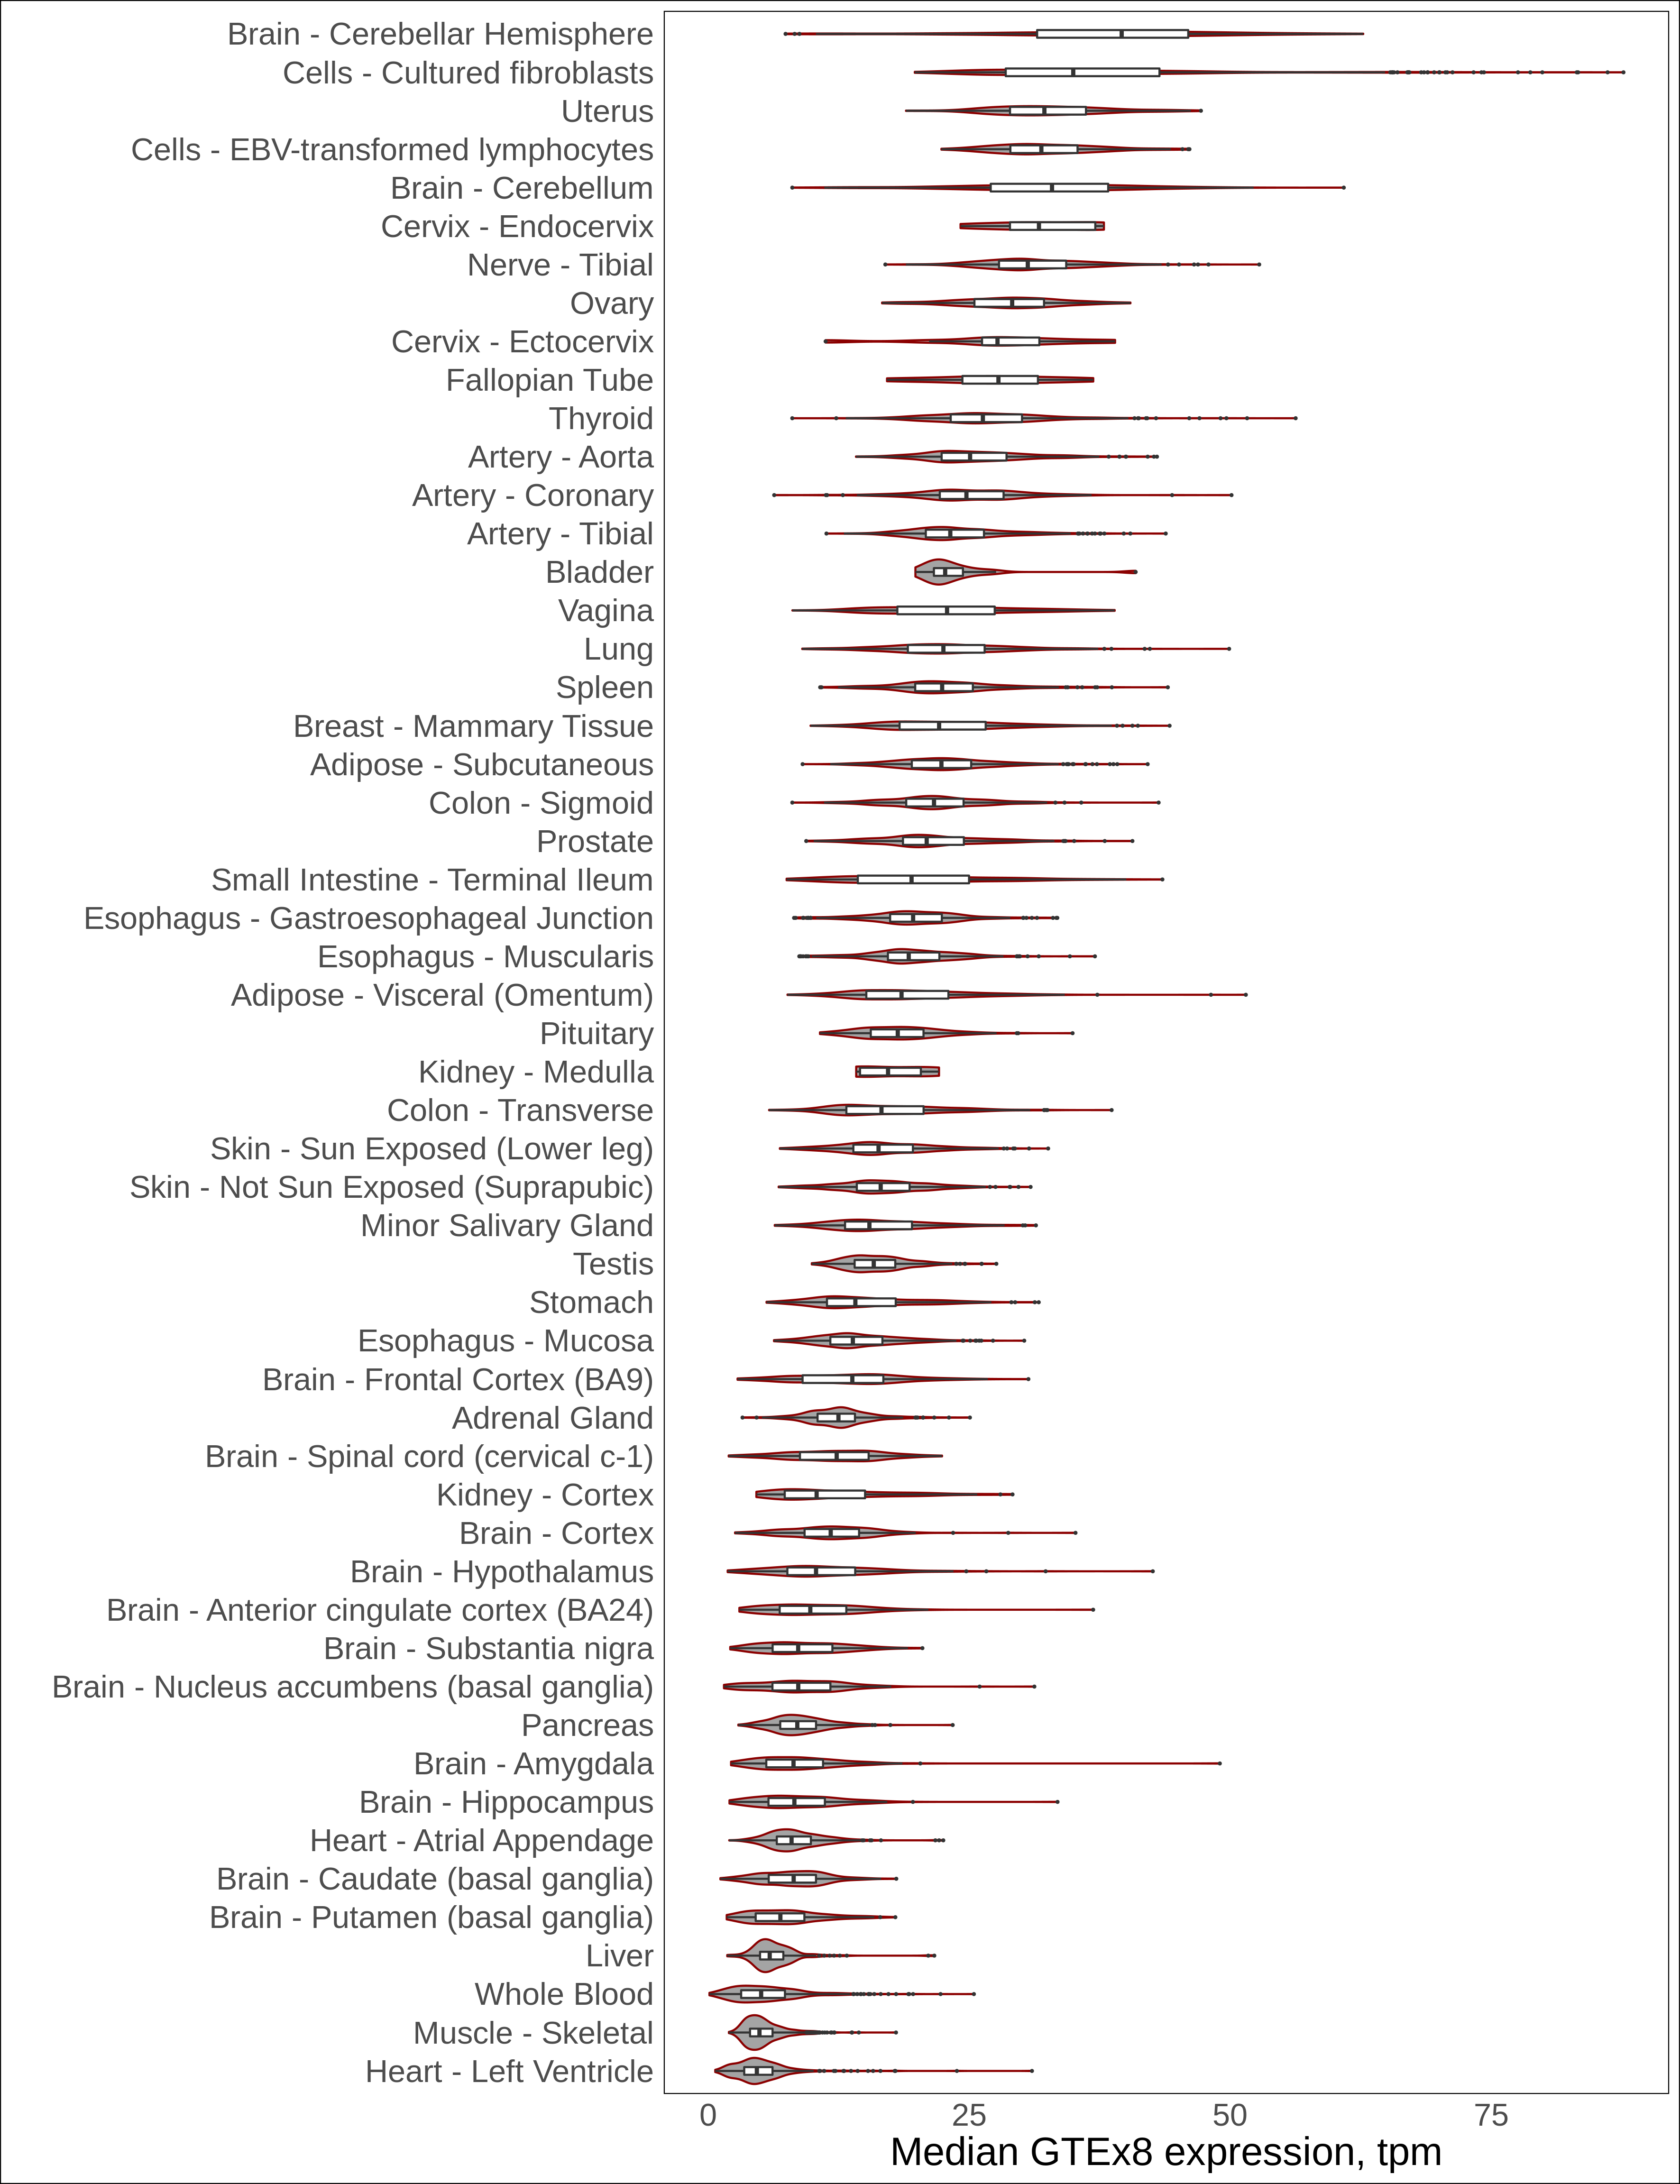 Brain - Cerebellar Hemisphere
Cells - Cultured fibroblasts
Uterus
Cells - EBV-transformed lymphocytes
Brain - Cerebellum
Cervix - Endocervix
Nerve - Tibial
Ovary
Cervix - Ectocervix
Fallopian Tube
Thyroid
Artery - Aorta
Artery - Coronary
Artery - Tibial
Bladder
Vagina
Lung
Spleen
Breast - Mammary Tissue
Adipose - Subcutaneous
Colon - Sigmoid
Prostate
Small Intestine - Terminal Ileum
Esophagus - Gastroesophageal Junction
Esophagus - Muscularis
Adipose - Visceral (Omentum)
Pituitary
Kidney - Medulla
Colon - Transverse
Skin - Sun Exposed (Lower leg)
Skin - Not Sun Exposed (Suprapubic)
Minor Salivary Gland
Testis
Stomach
Esophagus - Mucosa
Brain - Frontal Cortex (BA9)
Adrenal Gland
Brain - Spinal cord (cervical c-1)
Kidney - Cortex
Brain - Cortex
Brain - Hypothalamus
Brain - Anterior cingulate cortex (BA24)
Brain - Substantia nigra
Brain - Nucleus accumbens (basal ganglia)
Pancreas
Brain - Amygdala
Brain - Hippocampus
Heart - Atrial Appendage
Brain - Caudate (basal ganglia)
Brain - Putamen (basal ganglia)
Liver
Whole Blood
Muscle - Skeletal
Heart - Left Ventricle
0 25 50 75
Median GTEx8 expression, tpm